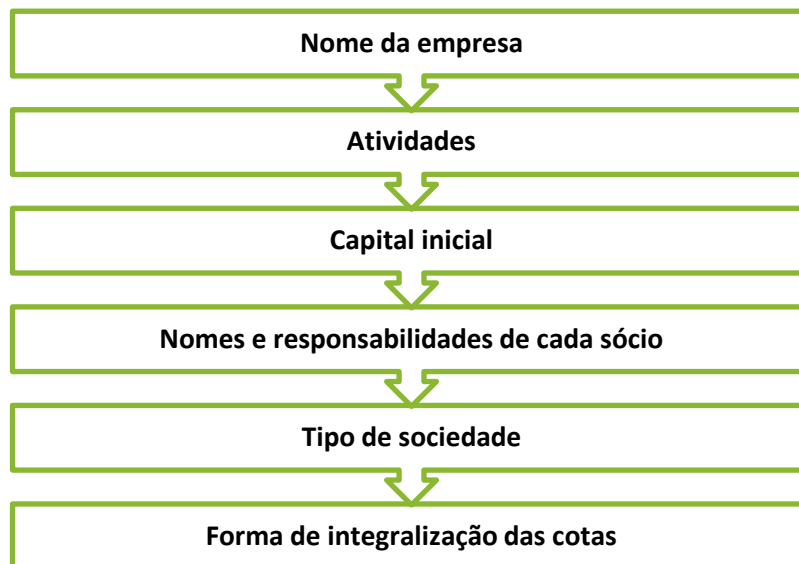 Nome da empresa
Atividades
Capital inicial
Nomes e responsabilidades de cada sócio
Tipo de sociedade
Forma de integralização das cotas